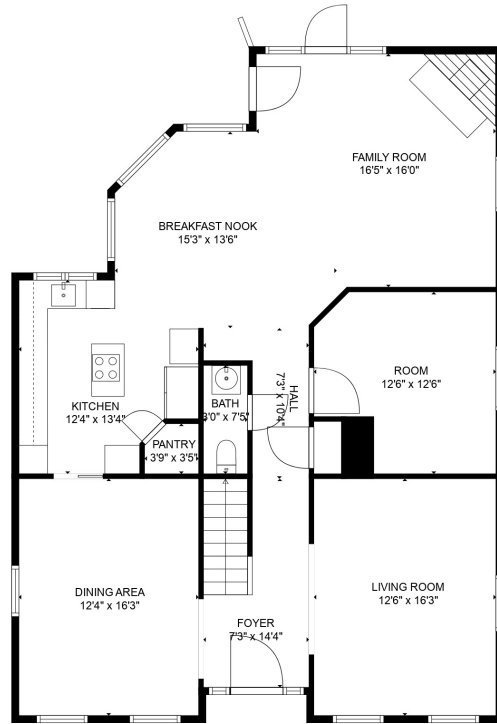 FAMILY ROOM
16'5" x 16'0"
BREAKFAST NOOK
15'3" x 13'6"
ROOM
12'6" x 12'6"
HALL
7'3" x 10'4"
BATH
3'0" x 7'5"
KITCHEN
12'4" x 13'4"
PANTRY
3'9" x 3'5"
DINING AREA
12'4" x 16'3"
LIVING ROOM
12'6" x 16'3"
FOYER
7'3" x 14'4"